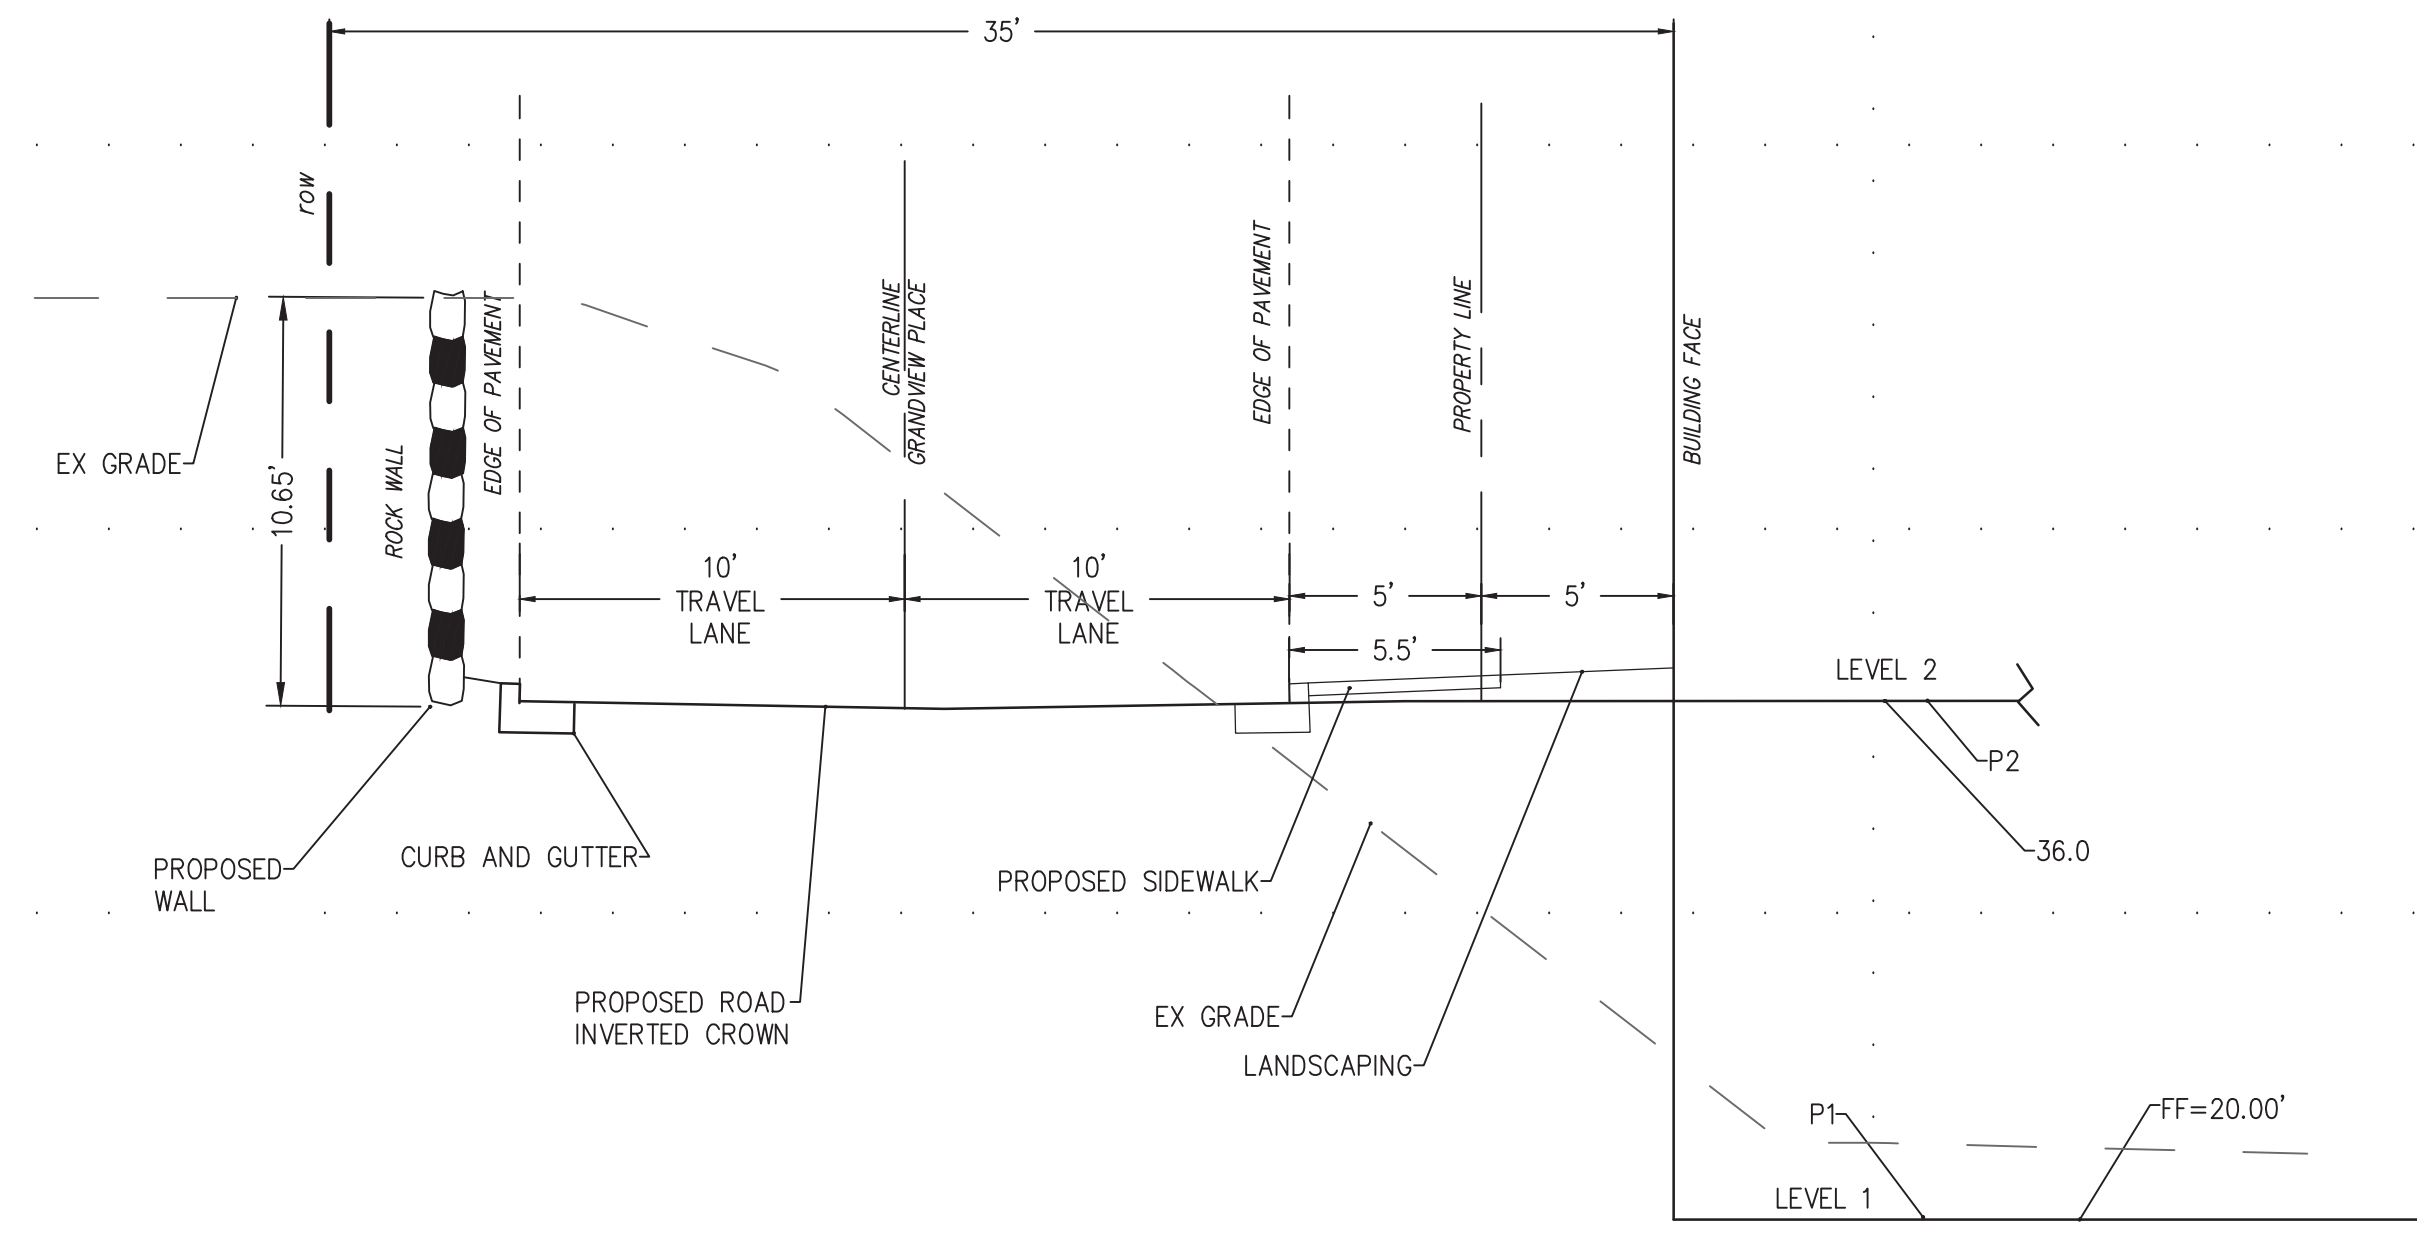 35'
row
EX GRADE
10.65'
ROCK WALL
EDGE OF PAVEMENT
CENTERLINE
GRANDVIEW PLACE
EDGE OF PAVEMENT
PROPERTY LINE
BUILDING FACE
10'
TRAVEL
LANE
10'
TRAVEL
LANE
5'
5'
5.5'
LEVEL 2
P2
36.0
PROPOSED
WALL
CURB AND GUTTER
PROPOSED SIDEWALK
PROPOSED ROAD
INVERTED CROWN
EX GRADE
LANDSCAPING
P1
FF=20.00'
LEVEL 1